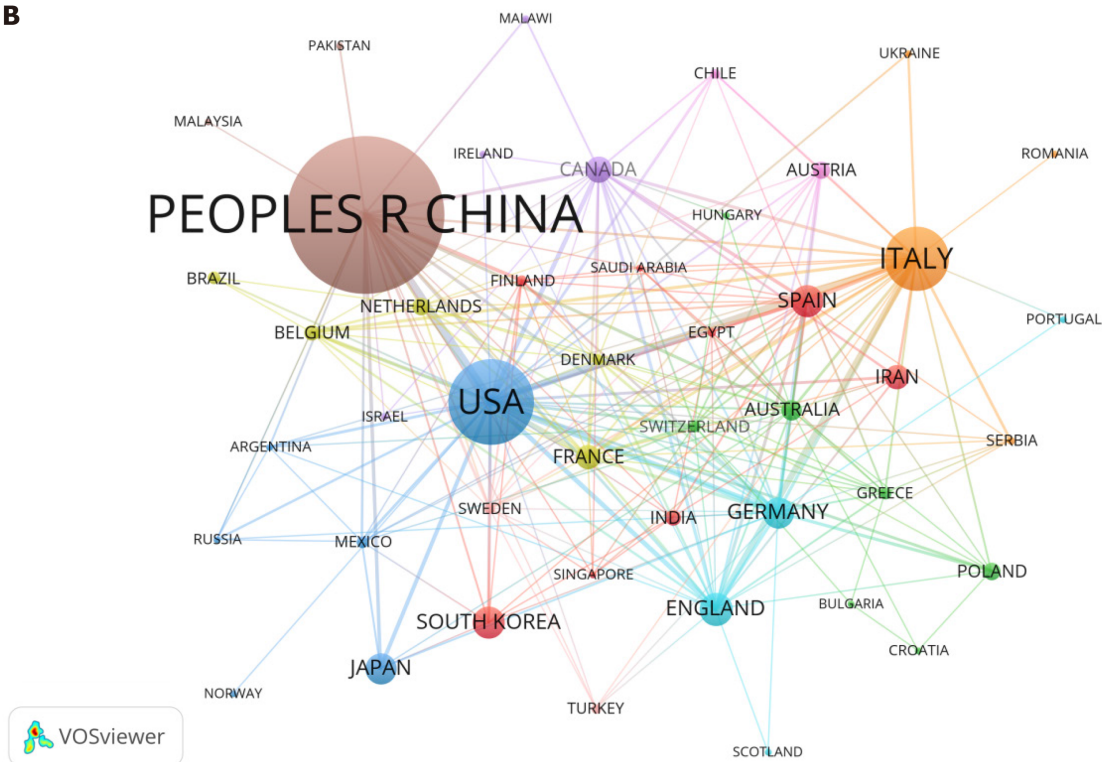 B
MALAWI
PAKISTAN
UKRAINE
CHILE
MALAYSIA
IRELAND
ROMANIA
CANADA
AUSTRIA
PEOPLES R CHINA
HUNGARY
ITALY
SAUDI ARABIA
BRAZIL
FINLAND
NETHERLANDS
SPAIN
PORTUGAL
BELGIUM
EGYPT
DENMARK
IRAN
USA
AUSTRALIA
ISRAEL
SWITZERLAND
SERBIA
ARGENTINA
FRANCE
GREECE
SWEDEN
GERMANY
INDIA
RUSSIA
MEXICO
SINGAPORE
POLAND
BULGARIA
ENGLAND
SOUTH KOREA
CROATIA
JAPAN
NORWAY
TURKEY
VOSviewer
SCOTLAND